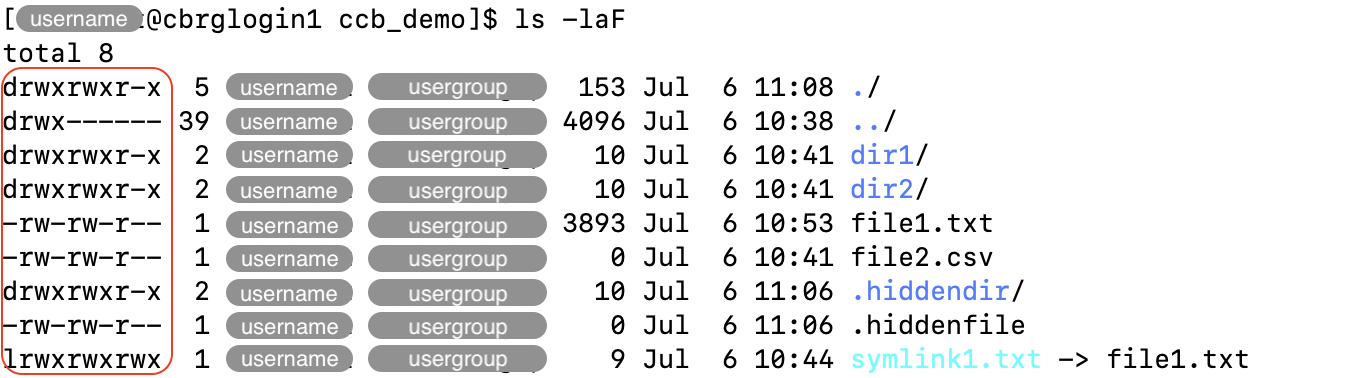 [username@cbrglogin1 ccb_demo]$ ls -laF
total 8
drwxrwxr-x 5 username usergroup 153 Jul 6 11:08 ./
drwx------ 39 username usergroup 4096 Jul 6 10:38 ../
drwxrwxr-x 2 username usergroup 10 Jul 6 10:41 dir1/
drwxrwxr-x 2 username usergroup 10 Jul 6 10:41 dir2/
-rw-rw-r-- 1 username usergroup 3893 Jul 6 10:53 file1.txt
-rw-rw-r-- 1 username usergroup 0 Jul 6 10:41 file2.csv
drwxrwxr-x 2 username usergroup 10 Jul 6 11:06 .hiddendir/
-rw-rw-r-- 1 username usergroup 0 Jul 6 11:06 .hiddenfile
lrwxrwxrwx 1 username usergroup 9 Jul 6 10:44 symlink1.txt -> file1.txt